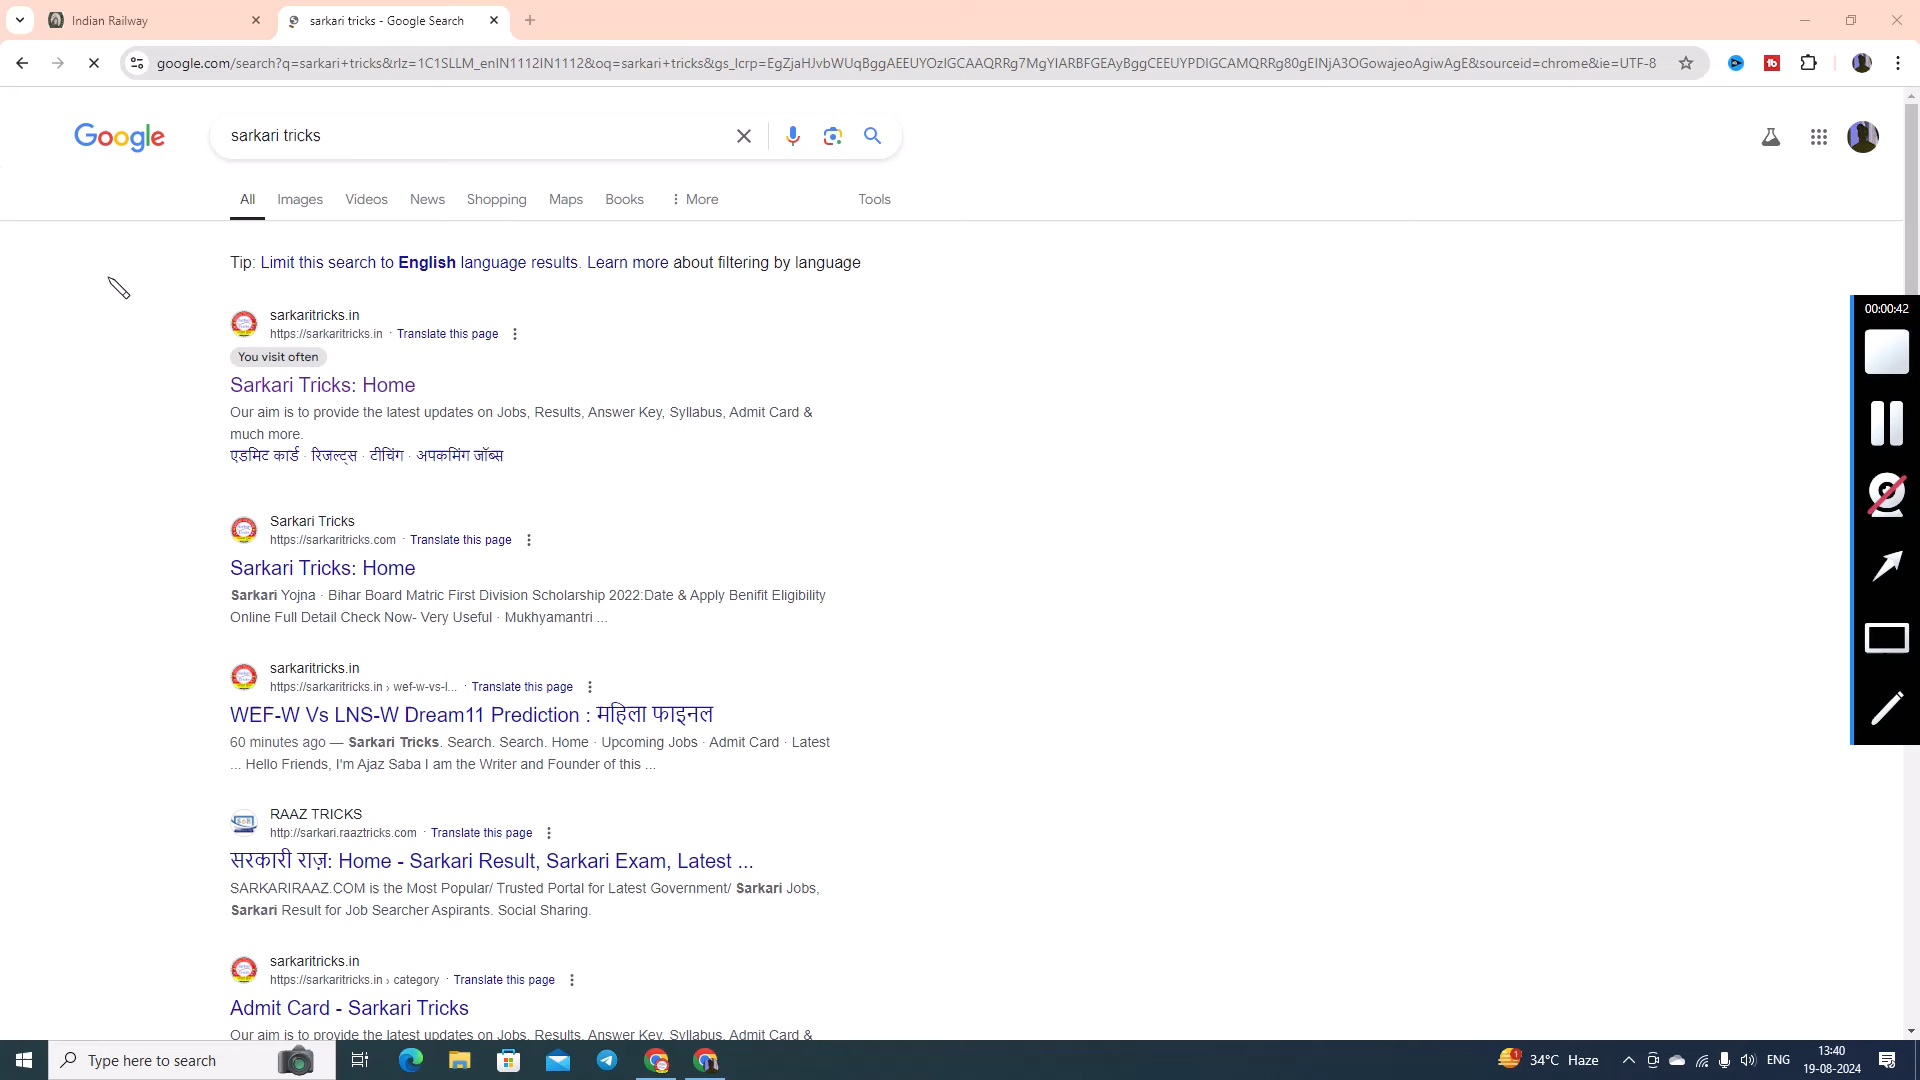 Indian Railway
sarkari tricks - Google Search
google.com/search?q=sarkari+tricks&rlz=1C1SLLM_enIN1112IN1112&oq=sarkari+tricks&gs_lcrp=EgZjaHJvbWUqBggAEEUYOzIGCAAQRRg7MgYIARBFGEAyBggCEEUYPDIGCAMQRRg80gEINjA3OGowajeoAgiwAgE&sourceid=chrome&ie=UTF-8
Google
sarkari tricks
All Images Videos News Shopping Maps Books More Tools
Tip: Limit this search to English language results. Learn more about filtering by language
sarkaritricks.in
https://sarkaritricks.in · Translate this page
You visit often
Sarkari Tricks: Home
Our aim is to provide the latest updates on Jobs, Results, Answer Key, Syllabus, Admit Card &
much more.
एडमिट कार्ड · रिजल्ट्स · टीचिंग · अपकमिंग जॉब्स
Sarkari Tricks
https://sarkaritricks.com · Translate this page
Sarkari Tricks: Home
Sarkari Yojna · Bihar Board Matric First Division Scholarship 2022:Date & Apply Benifit Eligibility
Online Full Detail Check Now- Very Useful · Mukhyamantri ...
sarkaritricks.in
https://sarkaritricks.in › wef-w-vs-l... · Translate this page
WEF-W Vs LNS-W Dream11 Prediction : महिला फाइनल
60 minutes ago — Sarkari Tricks. Search. Search. Home · Upcoming Jobs · Admit Card · Latest
... Hello Friends, I'm Ajaz Saba I am the Writer and Founder of this ...
RAAZ TRICKS
http://sarkari.raaztricks.com · Translate this page
सरकारी राज़: Home - Sarkari Result, Sarkari Exam, Latest ...
SARKARIRAAZ.COM is the Most Popular/ Trusted Portal for Latest Government/ Sarkari Jobs,
Sarkari Result for Job Searcher Aspirants. Social Sharing.
sarkaritricks.in
https://sarkaritricks.in › category · Translate this page
Admit Card - Sarkari Tricks
Our aim is to provide the latest updates on Jobs, Results, Answer Key, Syllabus, Admit Card &
00:00:42
Type here to search
34°C Haze
ENG
13:40
19-08-2024